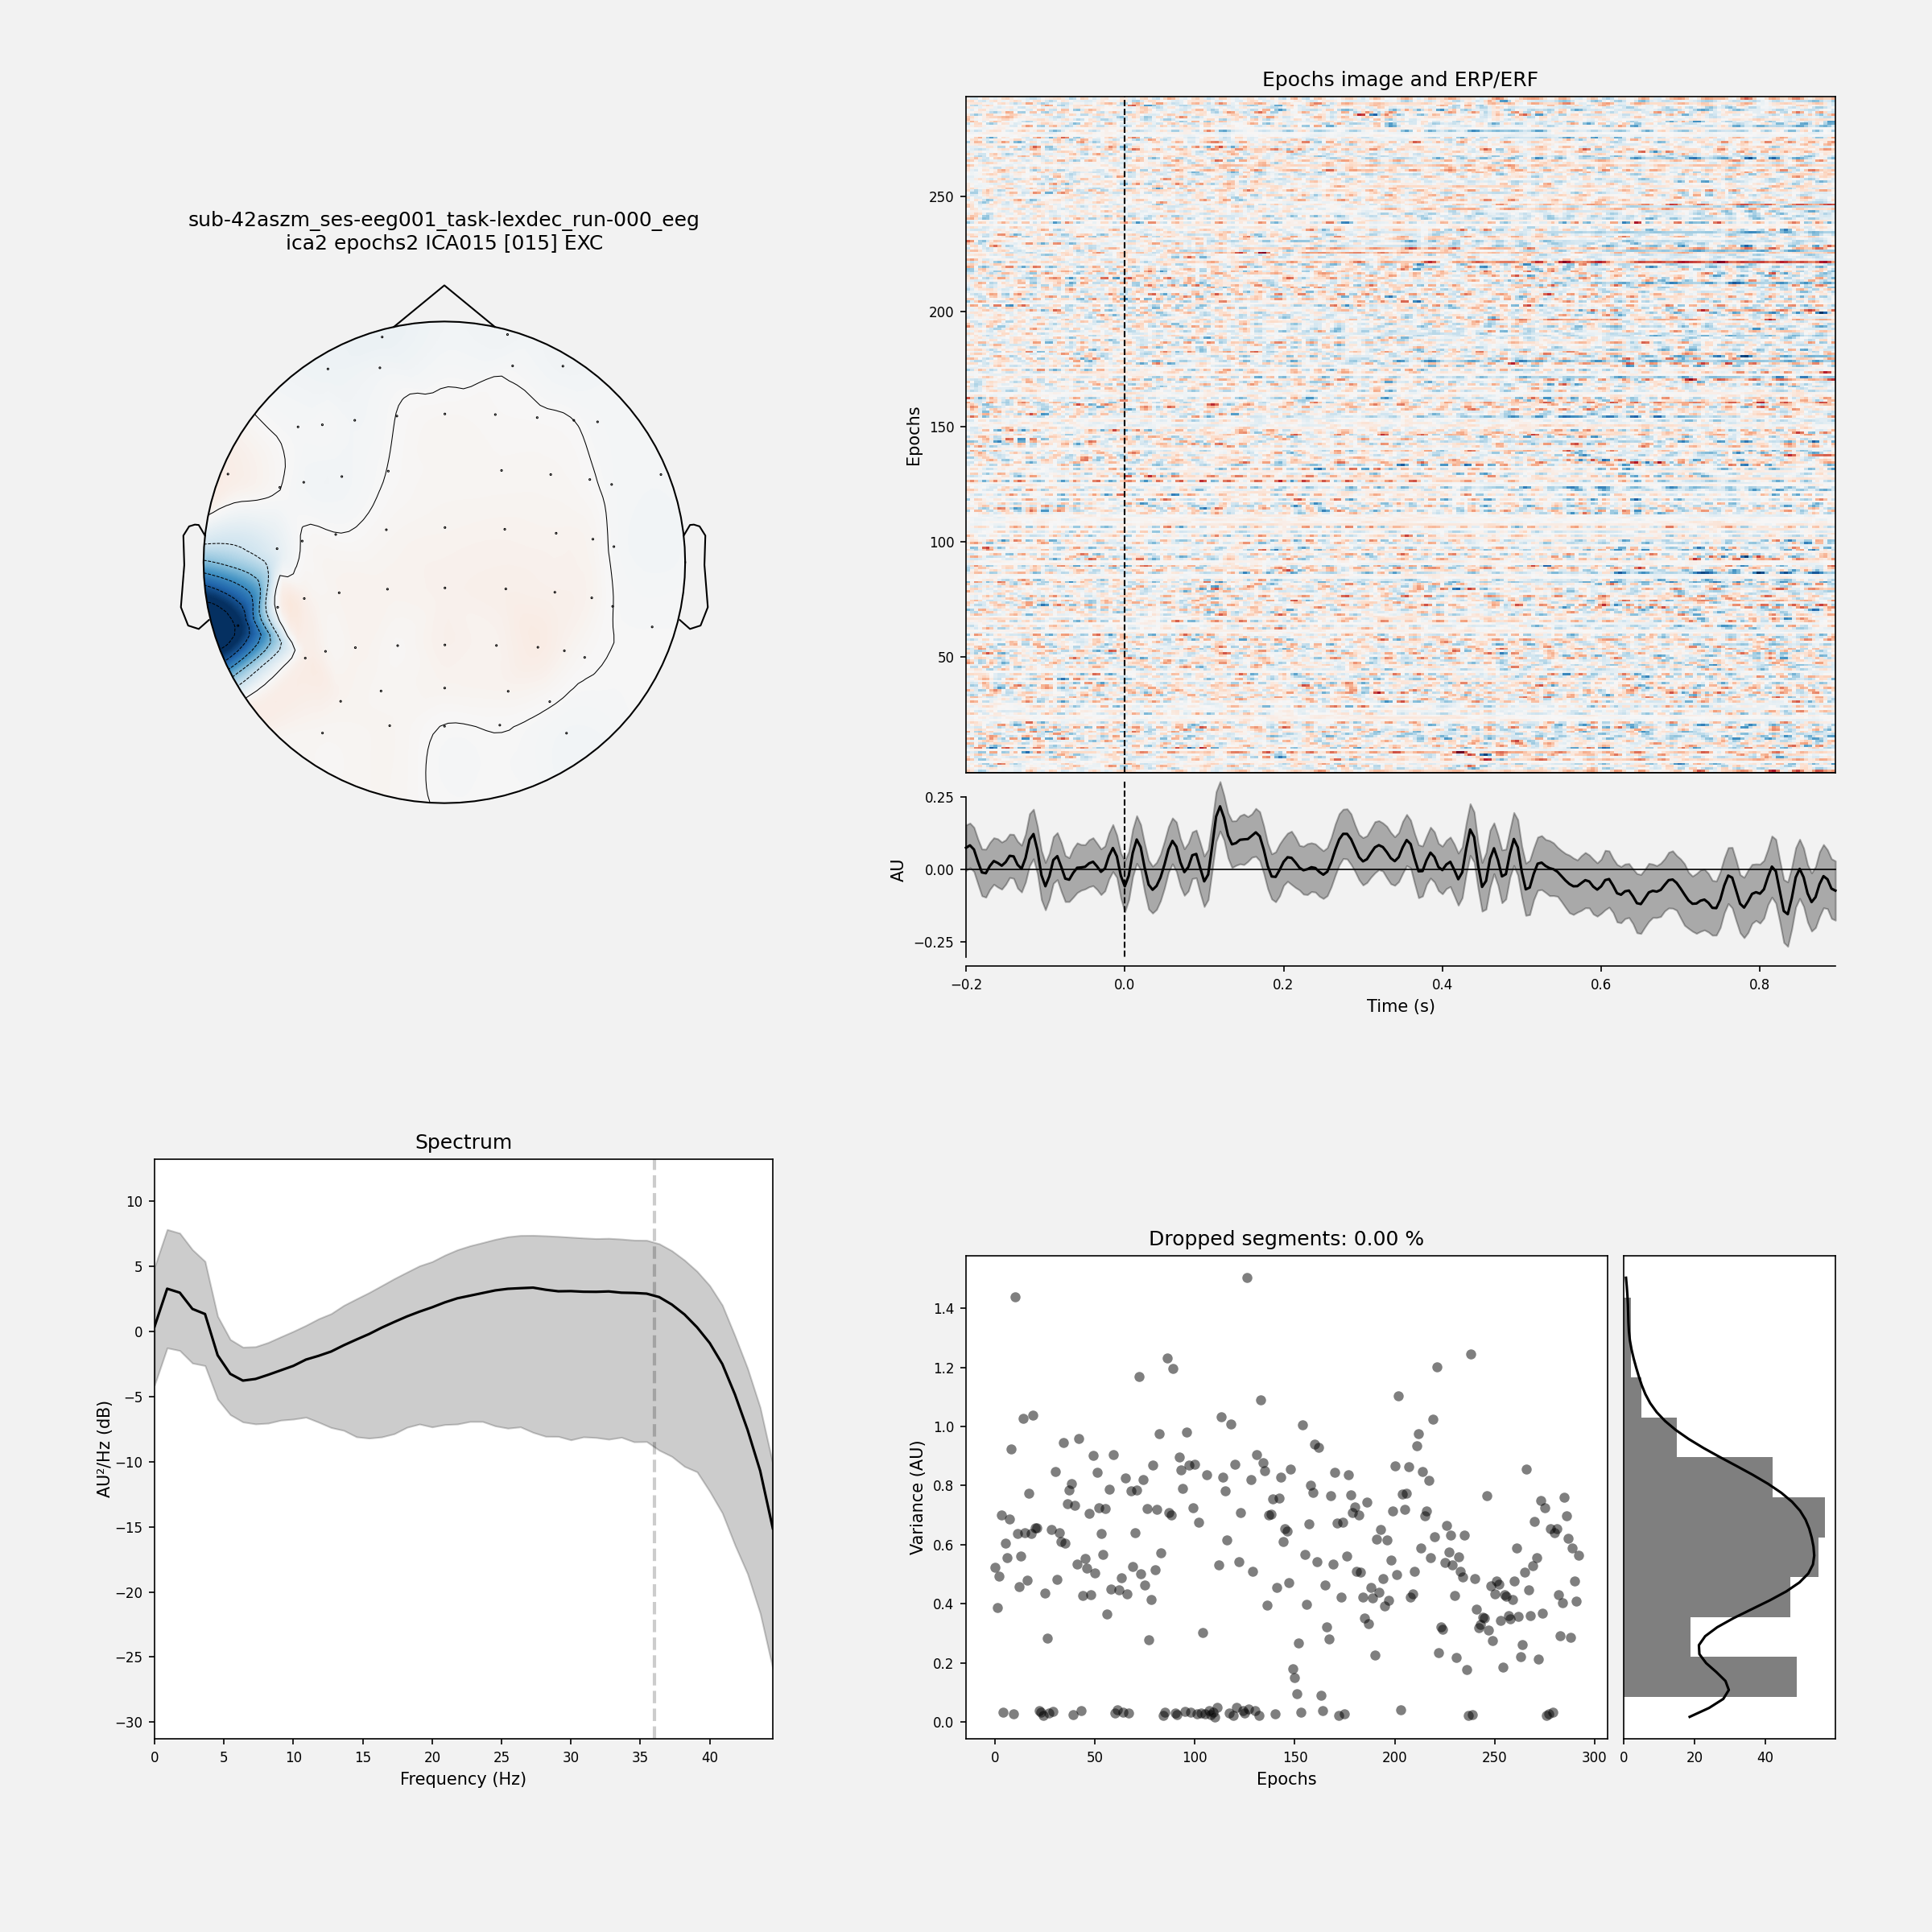 sub-42aszm_ses-eeg001_task-lexdec_run-000_eeg
ica2 epochs2 ICA015 [015] EXC
Epochs image and ERP/ERF
Epochs
250
200
150
100
50
AU
0.25
0.00
−0.25
−0.2 0.0 0.2 0.4 0.6 0.8
Time (s)
Spectrum
AU²/Hz (dB)
10
5
0
−5
−10
−15
−20
−25
−30
0 5 10 15 20 25 30 35 40
Frequency (Hz)
Dropped segments: 0.00 %
Variance (AU)
1.4
1.2
1.0
0.8
0.6
0.4
0.2
0.0
0 50 100 150 200 250 300
Epochs
0 20 40